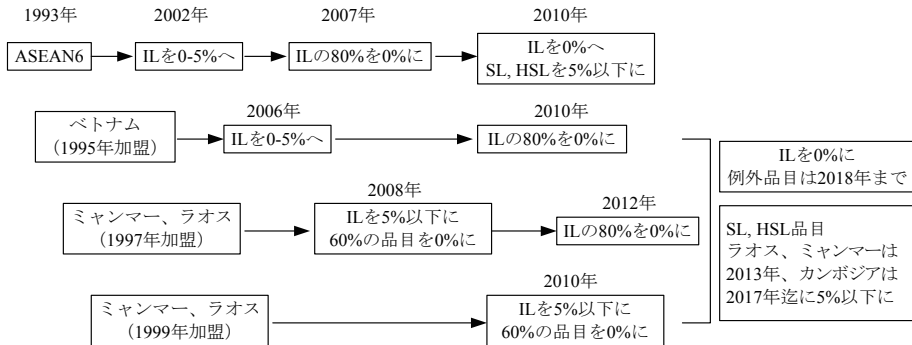 1993年
2002年
2007年
2010年
ASEAN6
ILを0-5%へ
ILの80%を0%に
ILを0%へ
SL, HSLを5%以下に
2006年
2010年
ベトナム
（1995年加盟）
ILを0-5%へ
ILの80%を0%に
ILを0%に
例外品目は2018年まで
2008年
2012年
ミャンマー、ラオス
（1997年加盟）
ILを5%以下に
60%の品目を0%に
ILの80%を0%に
SL, HSL品目
ラオス、ミャンマーは
2013年、カンボジアは
2017年迄に5%以下に
2010年
ミャンマー、ラオス
（1999年加盟）
ILを5%以下に
60%の品目を0%に